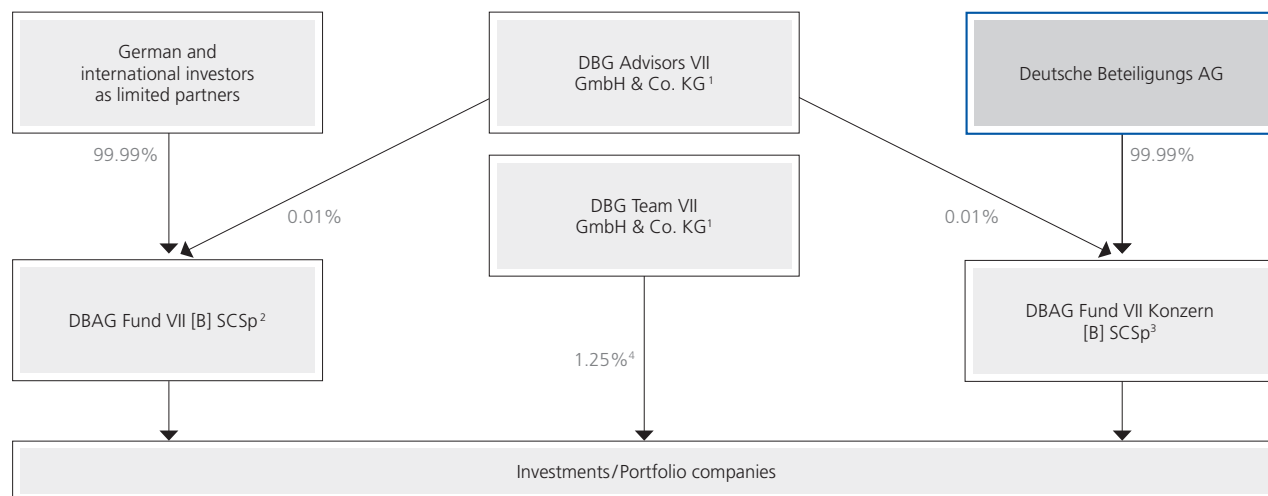 German and
international investors
as limited partners
DBG Advisors VII
GmbH & Co. KG¹
Deutsche Beteiligungs AG
99.99%
99.99%
DBG Team VII
GmbH & Co. KG¹
0.01%
0.01%
DBAG Fund VII [B] SCSp²
DBAG Fund VII Konzern
[B] SCSp³
1.25%⁴
Investments/Portfolio companies